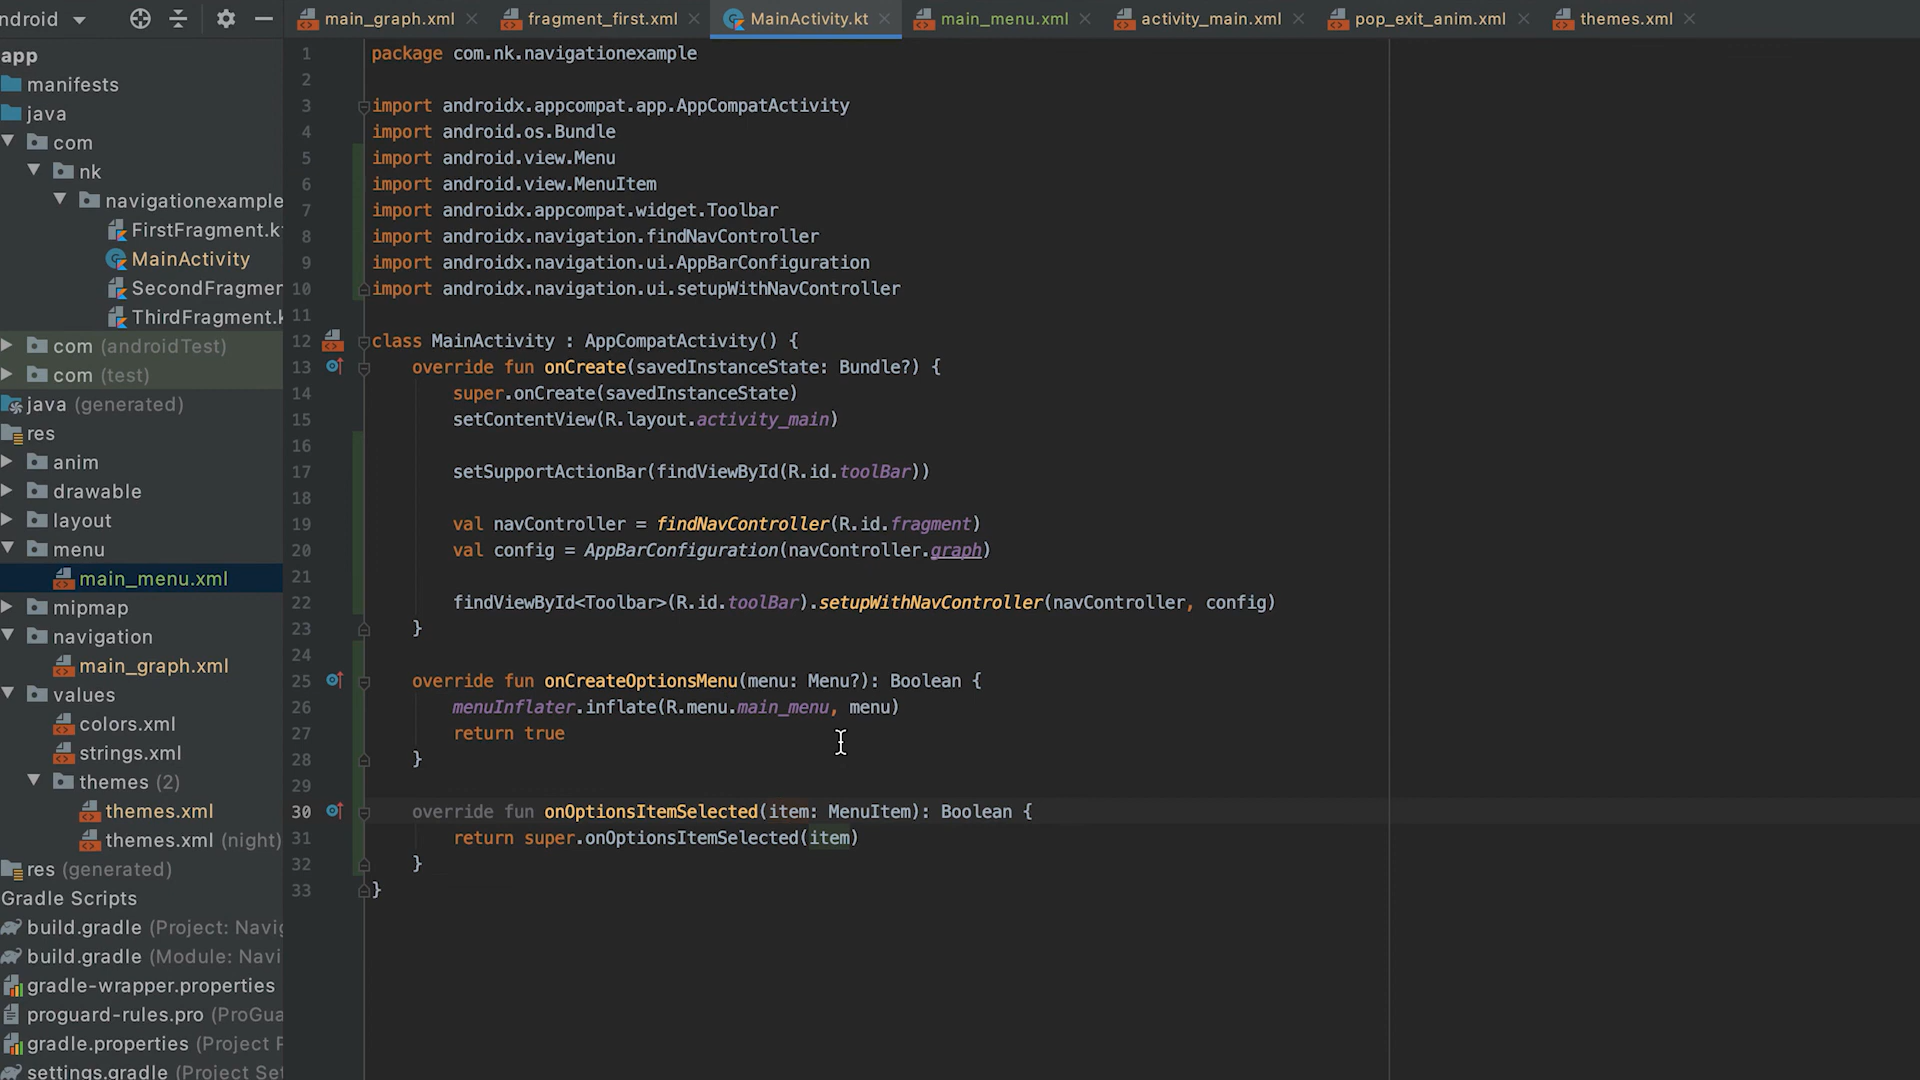 ndroid
main_graph.xml
fragment_first.xml
MainActivity.kt
main_menu.xml
activity_main.xml
pop_exit_anim.xml
themes.xml
app
manifests
java
com
nk
navigationexample
FirstFragment.k
MainActivity
SecondFragmer
ThirdFragment.k
com (androidTest)
com (test)
java (generated)
res
anim
drawable
layout
menu
main_menu.xml
mipmap
navigation
main_graph.xml
values
colors.xml
strings.xml
themes (2)
themes.xml
themes.xml (night)
res (generated)
Gradle Scripts
build.gradle (Project: Navig
build.gradle (Module: Navi
gradle-wrapper.properties
proguard-rules.pro (ProGua
gradle.properties (Project F
settings.gradle (Project Set
1 package com.nk.navigationexample
2
3 import androidx.appcompat.app.AppCompatActivity
4 import android.os.Bundle
5 import android.view.Menu
6 import android.view.MenuItem
7 import androidx.appcompat.widget.Toolbar
8 import androidx.navigation.findNavController
9 import androidx.navigation.ui.AppBarConfiguration
10 import androidx.navigation.ui.setupWithNavController
11
12 class MainActivity : AppCompatActivity() {
13 override fun onCreate(savedInstanceState: Bundle?) {
14 super.onCreate(savedInstanceState)
15 setContentView(R.layout.activity_main)
16
17 setSupportActionBar(findViewById(R.id.toolBar))
18
19 val navController = findNavController(R.id.fragment)
20 val config = AppBarConfiguration(navController.graph)
21
22 findViewById<Toolbar>(R.id.toolBar).setupWithNavController(navController, config)
23 }
24
25 override fun onCreateOptionsMenu(menu: Menu?): Boolean {
26 menuInflater.inflate(R.menu.main_menu, menu)
27 return true
28 }
29
30 override fun onOptionsItemSelected(item: MenuItem): Boolean {
31 return super.onOptionsItemSelected(item)
32 }
33 }